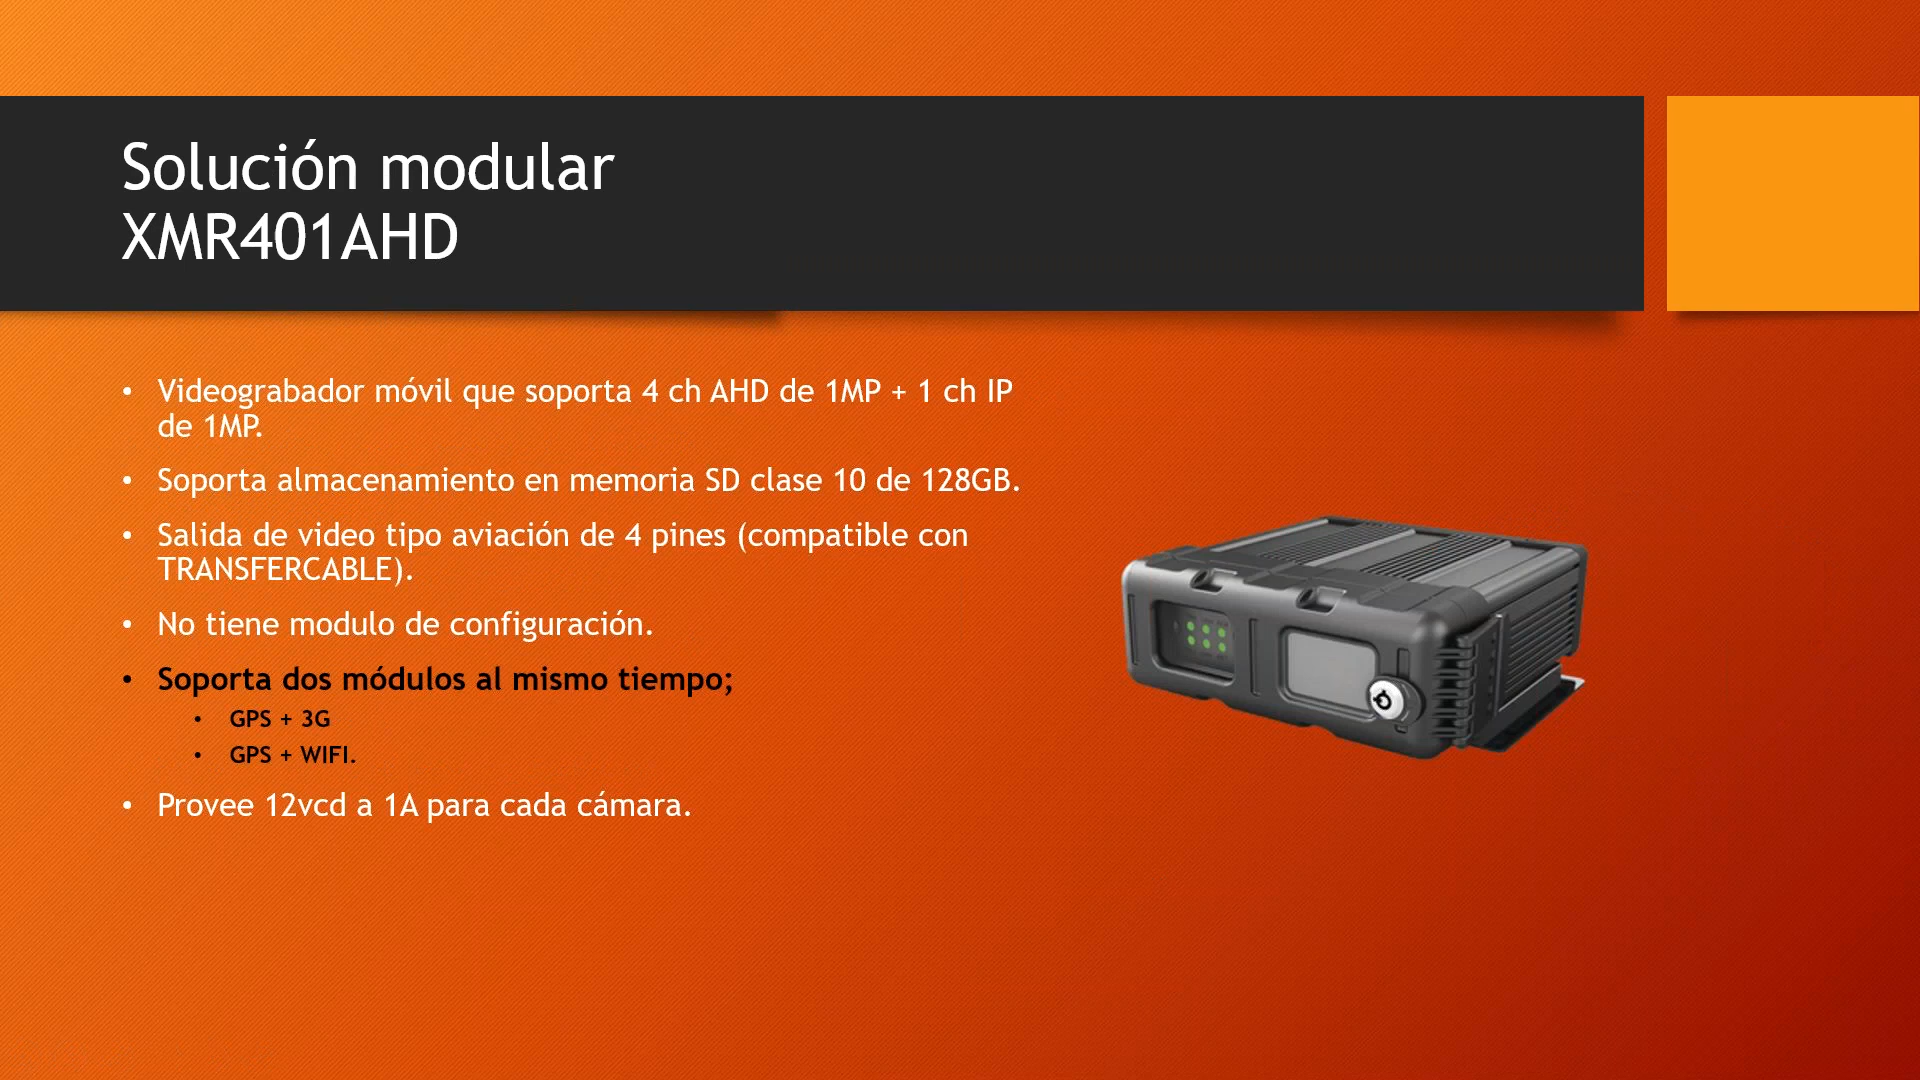 Solución modular
XMR401AHD
• Videograbador móvil que soporta 4 ch AHD de 1MP + 1 ch IP
de 1MP.
• Soporta almacenamiento en memoria SD clase 10 de 128GB.
• Salida de video tipo aviación de 4 pines (compatible con
TRANSFERCABLE).
• No tiene modulo de configuración.
• Soporta dos módulos al mismo tiempo;
• GPS + 3G
• GPS + WIFI.
• Provee 12vcd a 1A para cada cámara.